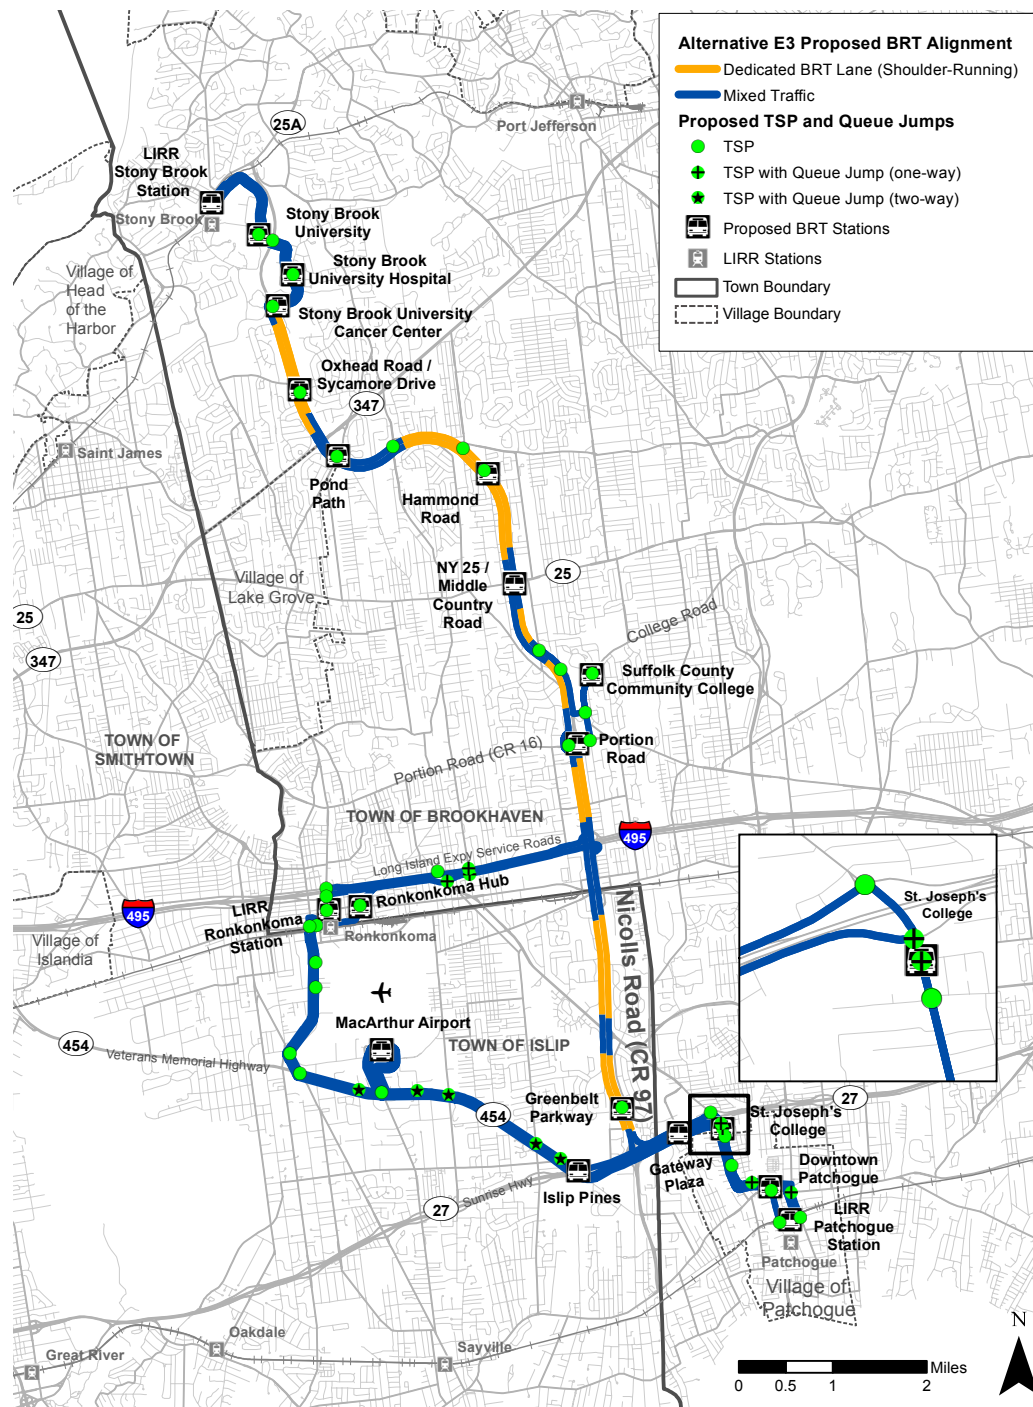 Alternative E3 Proposed BRT Alignment
Dedicated BRT Lane (Shoulder-Running)
Mixed Traffic
Proposed TSP and Queue Jumps
TSP
TSP with Queue Jump (one-way)
TSP with Queue Jump (two-way)
Proposed BRT Stations
LIRR Stations
Town Boundary
Village Boundary
25A
Port Jefferson
LIRR
Stony Brook
Station
Stony Brook
Stony Brook
University
Village of
Head
of the
Harbor
Stony Brook
University Hospital
Stony Brook University
Cancer Center
Oxhead Road /
Sycamore Drive
347
Saint James
Pond
Path
Hammond
Road
NY 25 /
Middle
Country
Road
25
Village of
Lake Grove
25
347
College Road
Suffolk County
Community College
TOWN OF
SMITHTOWN
Portion Road (CR 16)
Portion
Road
TOWN OF BROOKHAVEN
495
Long Island Expy Service Roads
Ronkonkoma Hub
495
LIRR
Ronkonkoma
Station
Ronkonkoma
Village of
Islandia
Nicolls Road (CR 97)
St. Joseph's
College
MacArthur Airport
TOWN OF ISLIP
454
Veterans Memorial Highway
Greenbelt
Parkway
454
27
St. Joseph's
College
Gateway
Plaza
Downtown
Patchogue
Islip Pines
Sunrise Hwy
27
LIRR
Patchogue
Station
Patchogue
Village of
Patchogue
Oakdale
Great River
Sayville
N
Miles
0 0.5 1 2